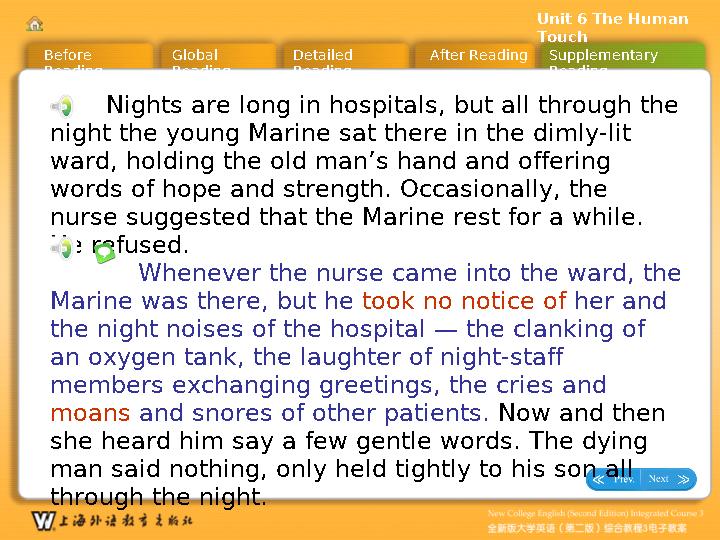 Unit 6 The Human
Touch
Before
Reading
Global
Reading
Detailed
Reading
After Reading
Supplementary
Reading
Nights are long in hospitals, but all through the
night the young Marine sat there in the dimly-lit
ward, holding the old man’s hand and offering
words of hope and strength. Occasionally, the
nurse suggested that the Marine rest for a while.
He refused.
Whenever the nurse came into the ward, the
Marine was there, but he took no notice of her and
the night noises of the hospital — the clanking of
an oxygen tank, the laughter of night-staff
members exchanging greetings, the cries and
moans and snores of other patients. Now and then
she heard him say a few gentle words. The dying
man said nothing, only held tightly to his son all
through the night.
Prev. Next
上海外语教育出版社
New College English (Second Edition) Integrated Course 3
全新版大学英语（第二版）综合教程3电子教案